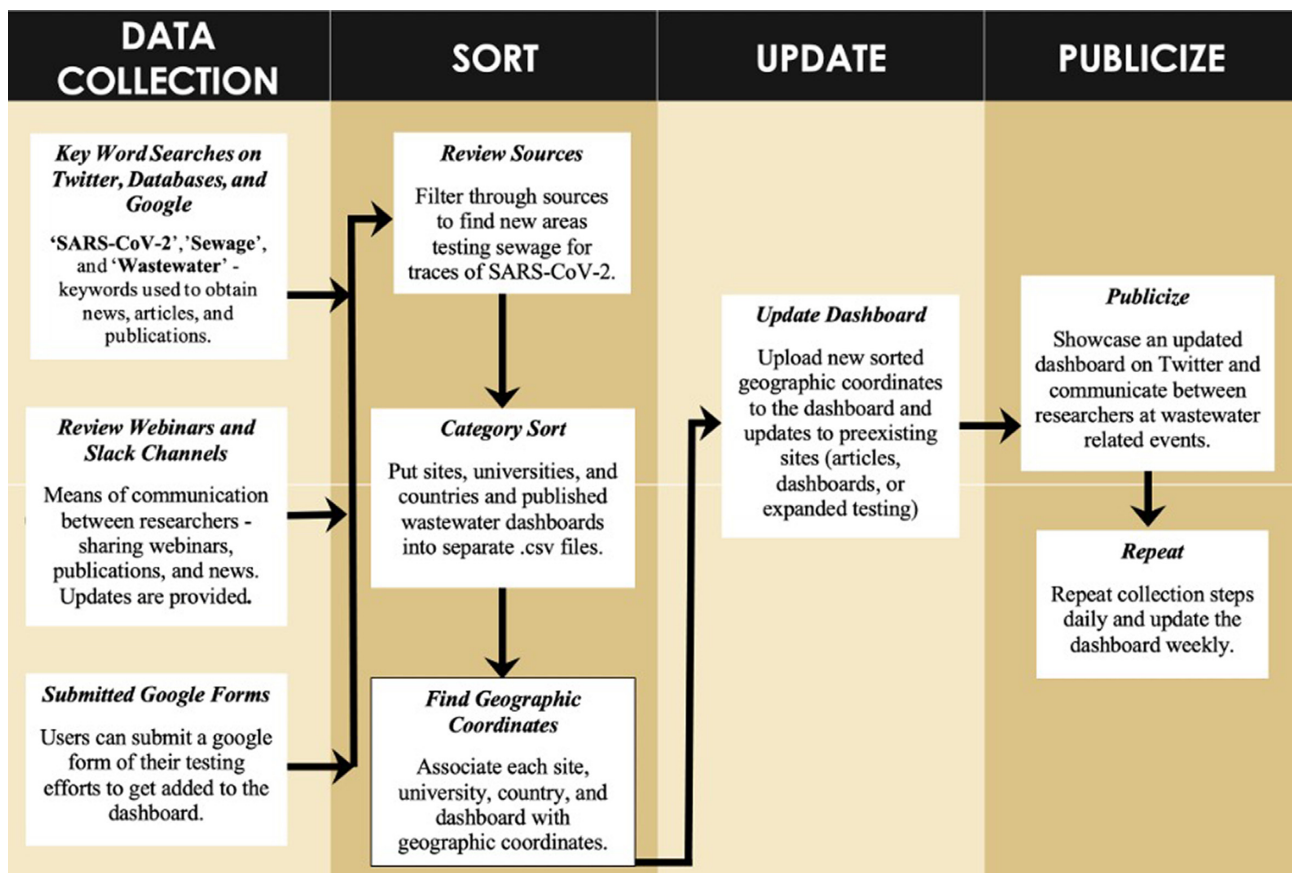 DATA
COLLECTION
SORT
UPDATE
PUBLICIZE
Key Word Searches on
Twitter, Databases, and
Google
‘SARS-CoV-2’,’Sewage’,
and ‘Wastewater’ -
keywords used to obtain
news, articles, and
publications.
Review Webinars and
Slack Channels
Means of communication
between researchers -
sharing webinars,
publications, and news.
Updates are provided.
Submitted Google Forms
Users can submit a google
form of their testing
efforts to get added to the
dashboard.
Review Sources
Filter through sources
to find new areas
testing sewage for
traces of SARS-CoV-2.
Category Sort
Put sites, universities, and
countries and published
wastewater dashboards
into separate .csv files.
Find Geographic
Coordinates
Associate each site,
university, country, and
dashboard with
geographic coordinates.
Update Dashboard
Upload new sorted
geographic coordinates
to the dashboard and
updates to preexisting
sites (articles,
dashboards, or
expanded testing)
Publicize
Showcase an updated
dashboard on Twitter and
communicate between
researchers at wastewater
related events.
Repeat
Repeat collection steps
daily and update the
dashboard weekly.